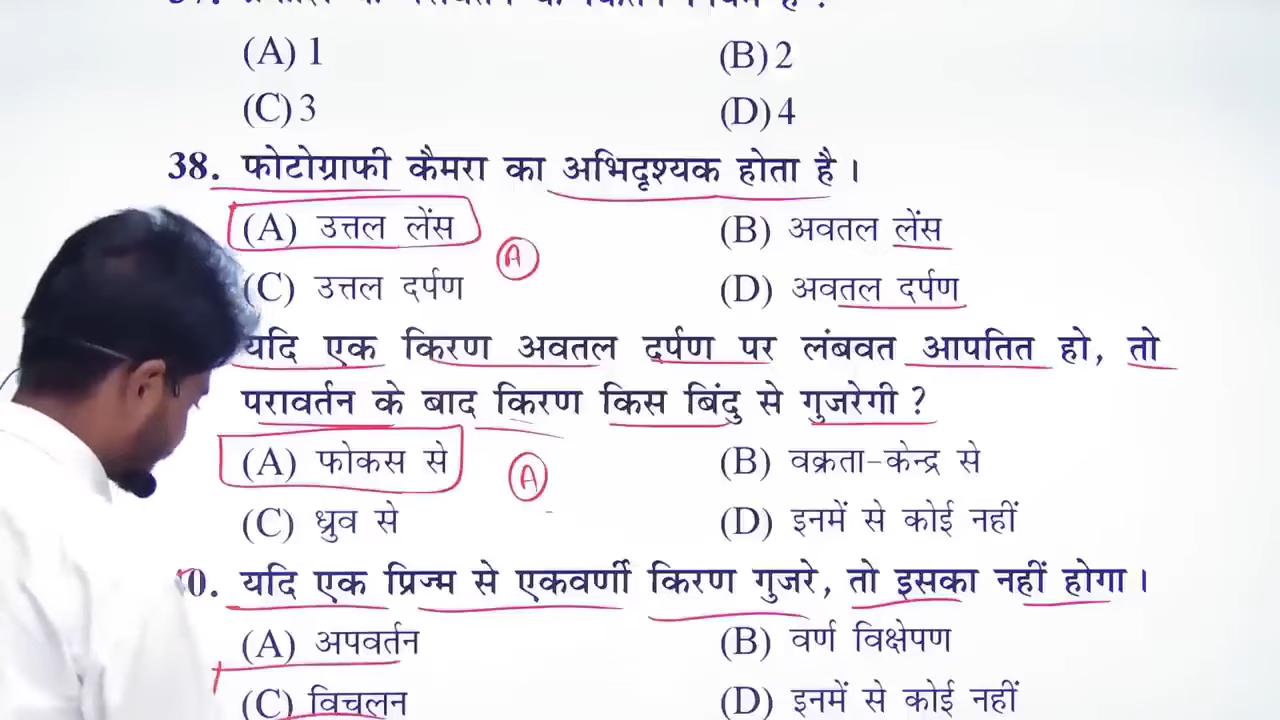 (A) 1 (B) 2
(C) 3 (D) 4
38. फोटोग्राफी कैमरा का अभिदृश्यक होता है ।
(A) उत्तल लेंस (B) अवतल लेंस
A
(C) उत्तल दर्पण (D) अवतल दर्पण
यदि एक किरण अवतल दर्पण पर लंबवत आपतित हो, तो
परावर्तन के बाद किरण किस बिंदु से गुजरेगी ?
(A) फोकस से (B) वक्रता-केन्द्र से
A
(C) ध्रुव से (D) इनमें से कोई नहीं
0. यदि एक प्रिज्म से एकवर्णी किरण गुजरे, तो इसका नहीं होगा ।
(A) अपवर्तन (B) वर्ण विक्षेपण
(C) विचलन (D) इनमें से कोई नहीं